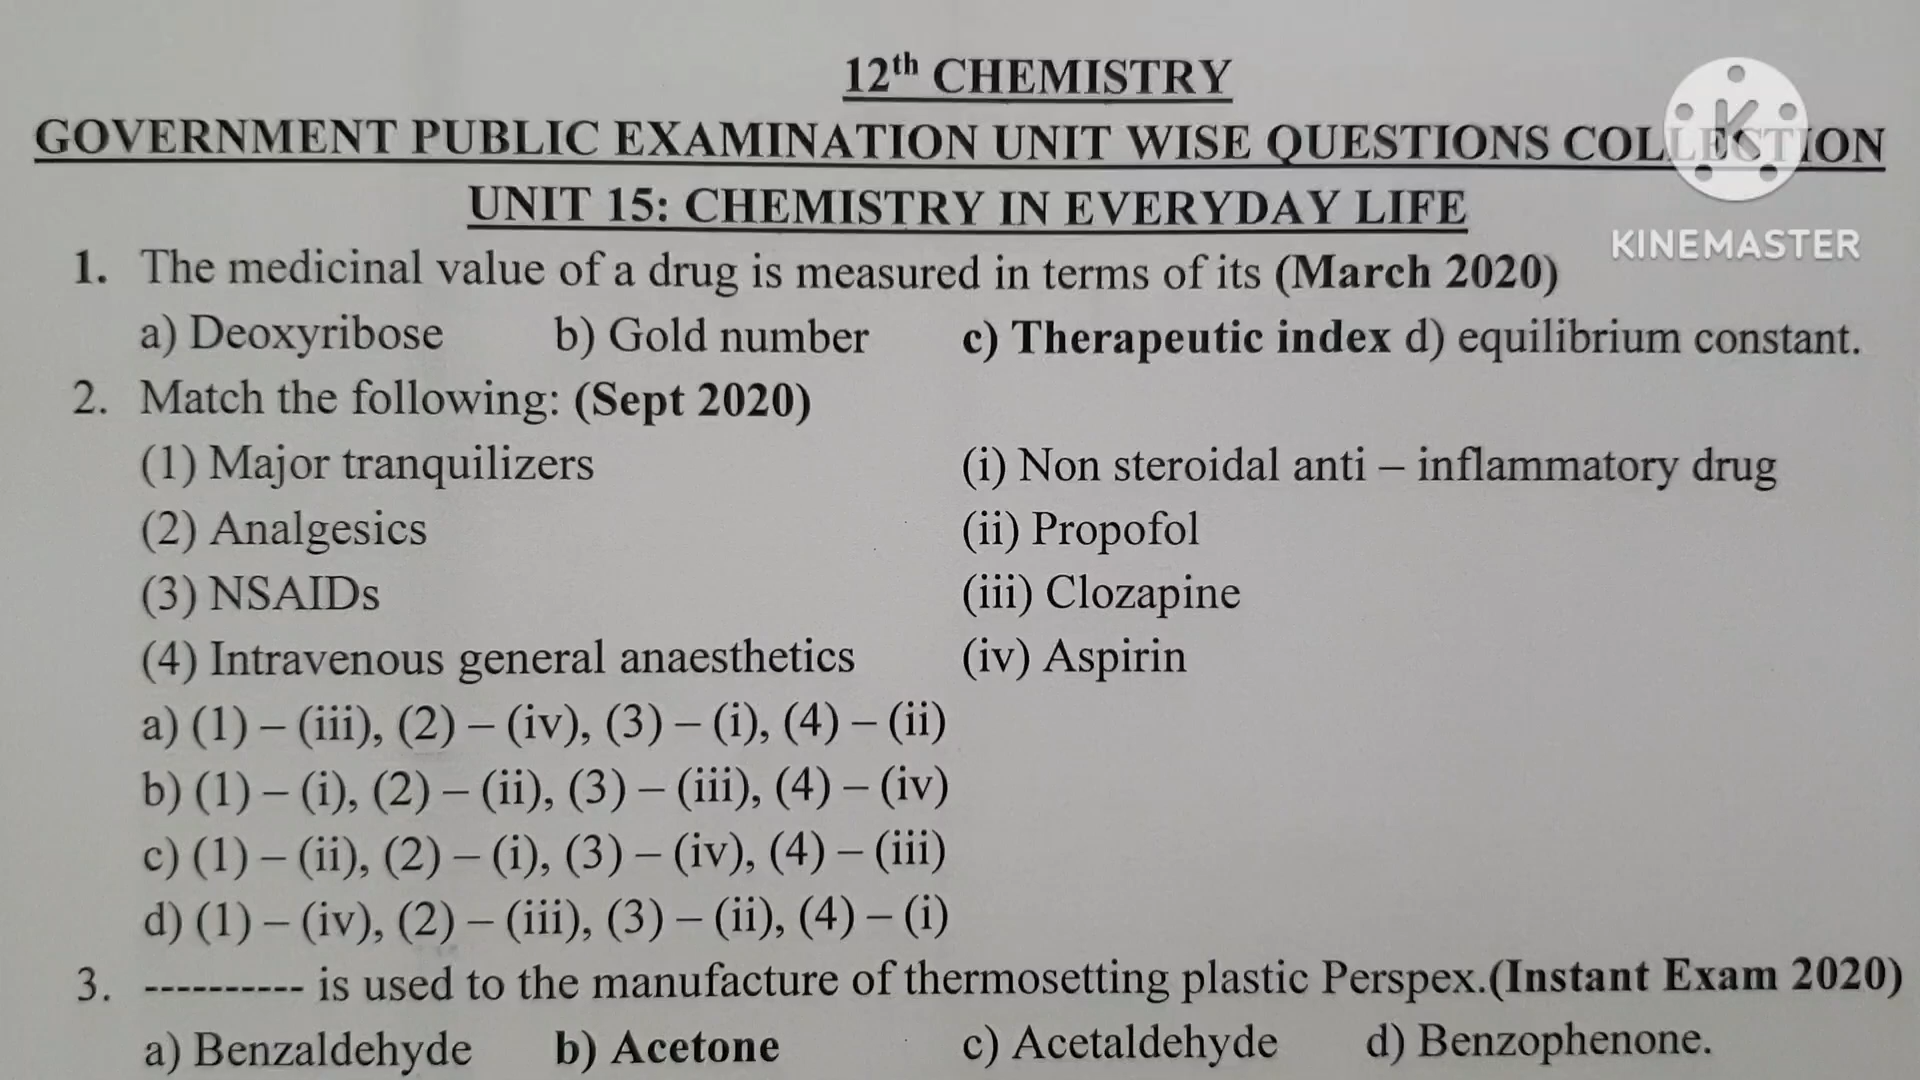 12th CHEMISTRY
GOVERNMENT PUBLIC EXAMINATION UNIT WISE QUESTIONS COLLECTION
UNIT 15: CHEMISTRY IN EVERYDAY LIFE
KINEMASTER
1. The medicinal value of a drug is measured in terms of its (March 2020)
a) Deoxyribose b) Gold number c) Therapeutic index d) equilibrium constant.
2. Match the following: (Sept 2020)
(1) Major tranquilizers (i) Non steroidal anti – inflammatory drug
(2) Analgesics (ii) Propofol
(3) NSAIDs (iii) Clozapine
(4) Intravenous general anaesthetics (iv) Aspirin
a) (1) – (iii), (2) – (iv), (3) – (i), (4) – (ii)
b) (1) – (i), (2) – (ii), (3) – (iii), (4) – (iv)
c) (1) – (ii), (2) – (i), (3) – (iv), (4) – (iii)
d) (1) – (iv), (2) – (iii), (3) – (ii), (4) – (i)
3. ---------- is used to the manufacture of thermosetting plastic Perspex.(Instant Exam 2020)
a) Benzaldehyde b) Acetone c) Acetaldehyde d) Benzophenone.